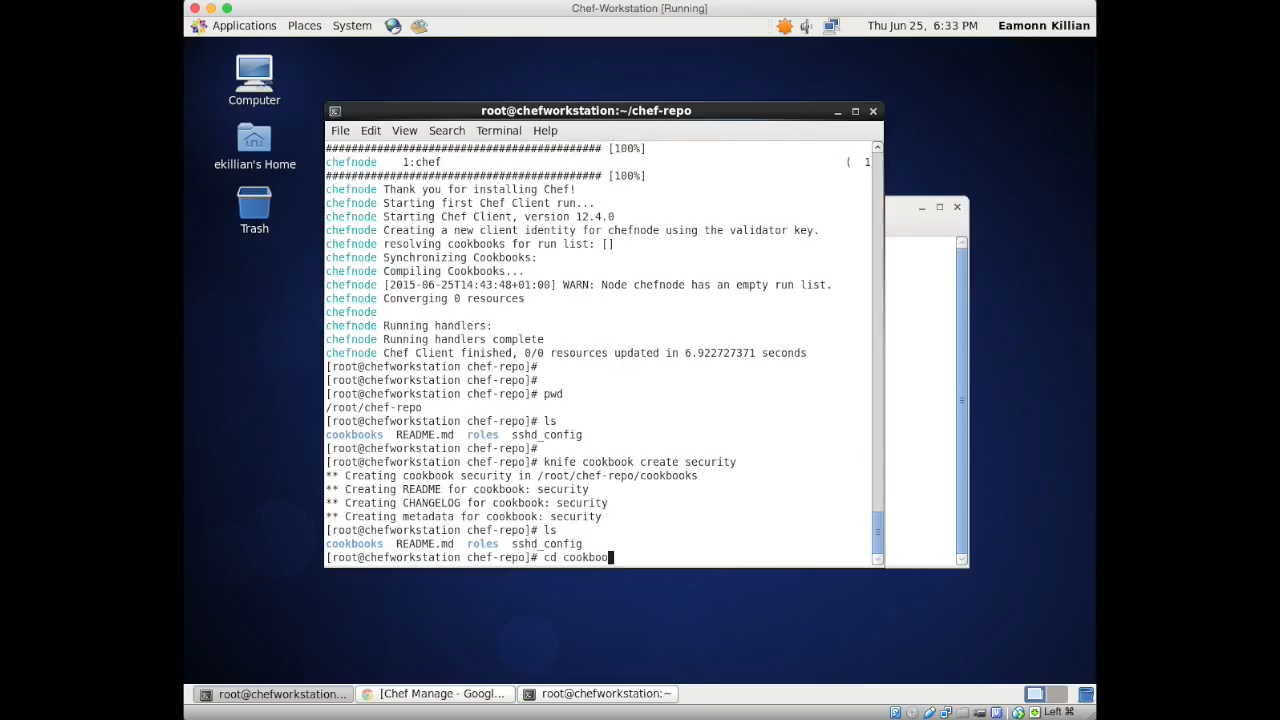 Chef-Workstation [Running]
Applications Places System Thu Jun 25, 6:33 PM Eamonn Killian
Computer
ekillian's Home
Trash
root@chefworkstation:~/chef-repo
File Edit View Search Terminal Help
########################################### [100%]
chefnode    1:chef                                                               (  1
########################################### [100%]
chefnode Thank you for installing Chef!
chefnode Starting first Chef Client run...
chefnode Starting Chef Client, version 12.4.0
chefnode Creating a new client identity for chefnode using the validator key.
chefnode resolving cookbooks for run list: []
chefnode Synchronizing Cookbooks:
chefnode Compiling Cookbooks...
chefnode [2015-06-25T14:43:48+01:00] WARN: Node chefnode has an empty run list.
chefnode Converging 0 resources
chefnode
chefnode Running handlers:
chefnode Running handlers complete
chefnode Chef Client finished, 0/0 resources updated in 6.922727371 seconds
[root@chefworkstation chef-repo]#
[root@chefworkstation chef-repo]#
[root@chefworkstation chef-repo]# pwd
/root/chef-repo
[root@chefworkstation chef-repo]# ls
cookbooks  README.md  roles  sshd_config
[root@chefworkstation chef-repo]#
[root@chefworkstation chef-repo]# knife cookbook create security
** Creating cookbook security in /root/chef-repo/cookbooks
** Creating README for cookbook: security
** Creating CHANGELOG for cookbook: security
** Creating metadata for cookbook: security
[root@chefworkstation chef-repo]# ls
cookbooks  README.md  roles  sshd_config
[root@chefworkstation chef-repo]# cd cookboo
root@chefworkstation... [Chef Manage - Googl... root@chefworkstation:~
Left ⌘